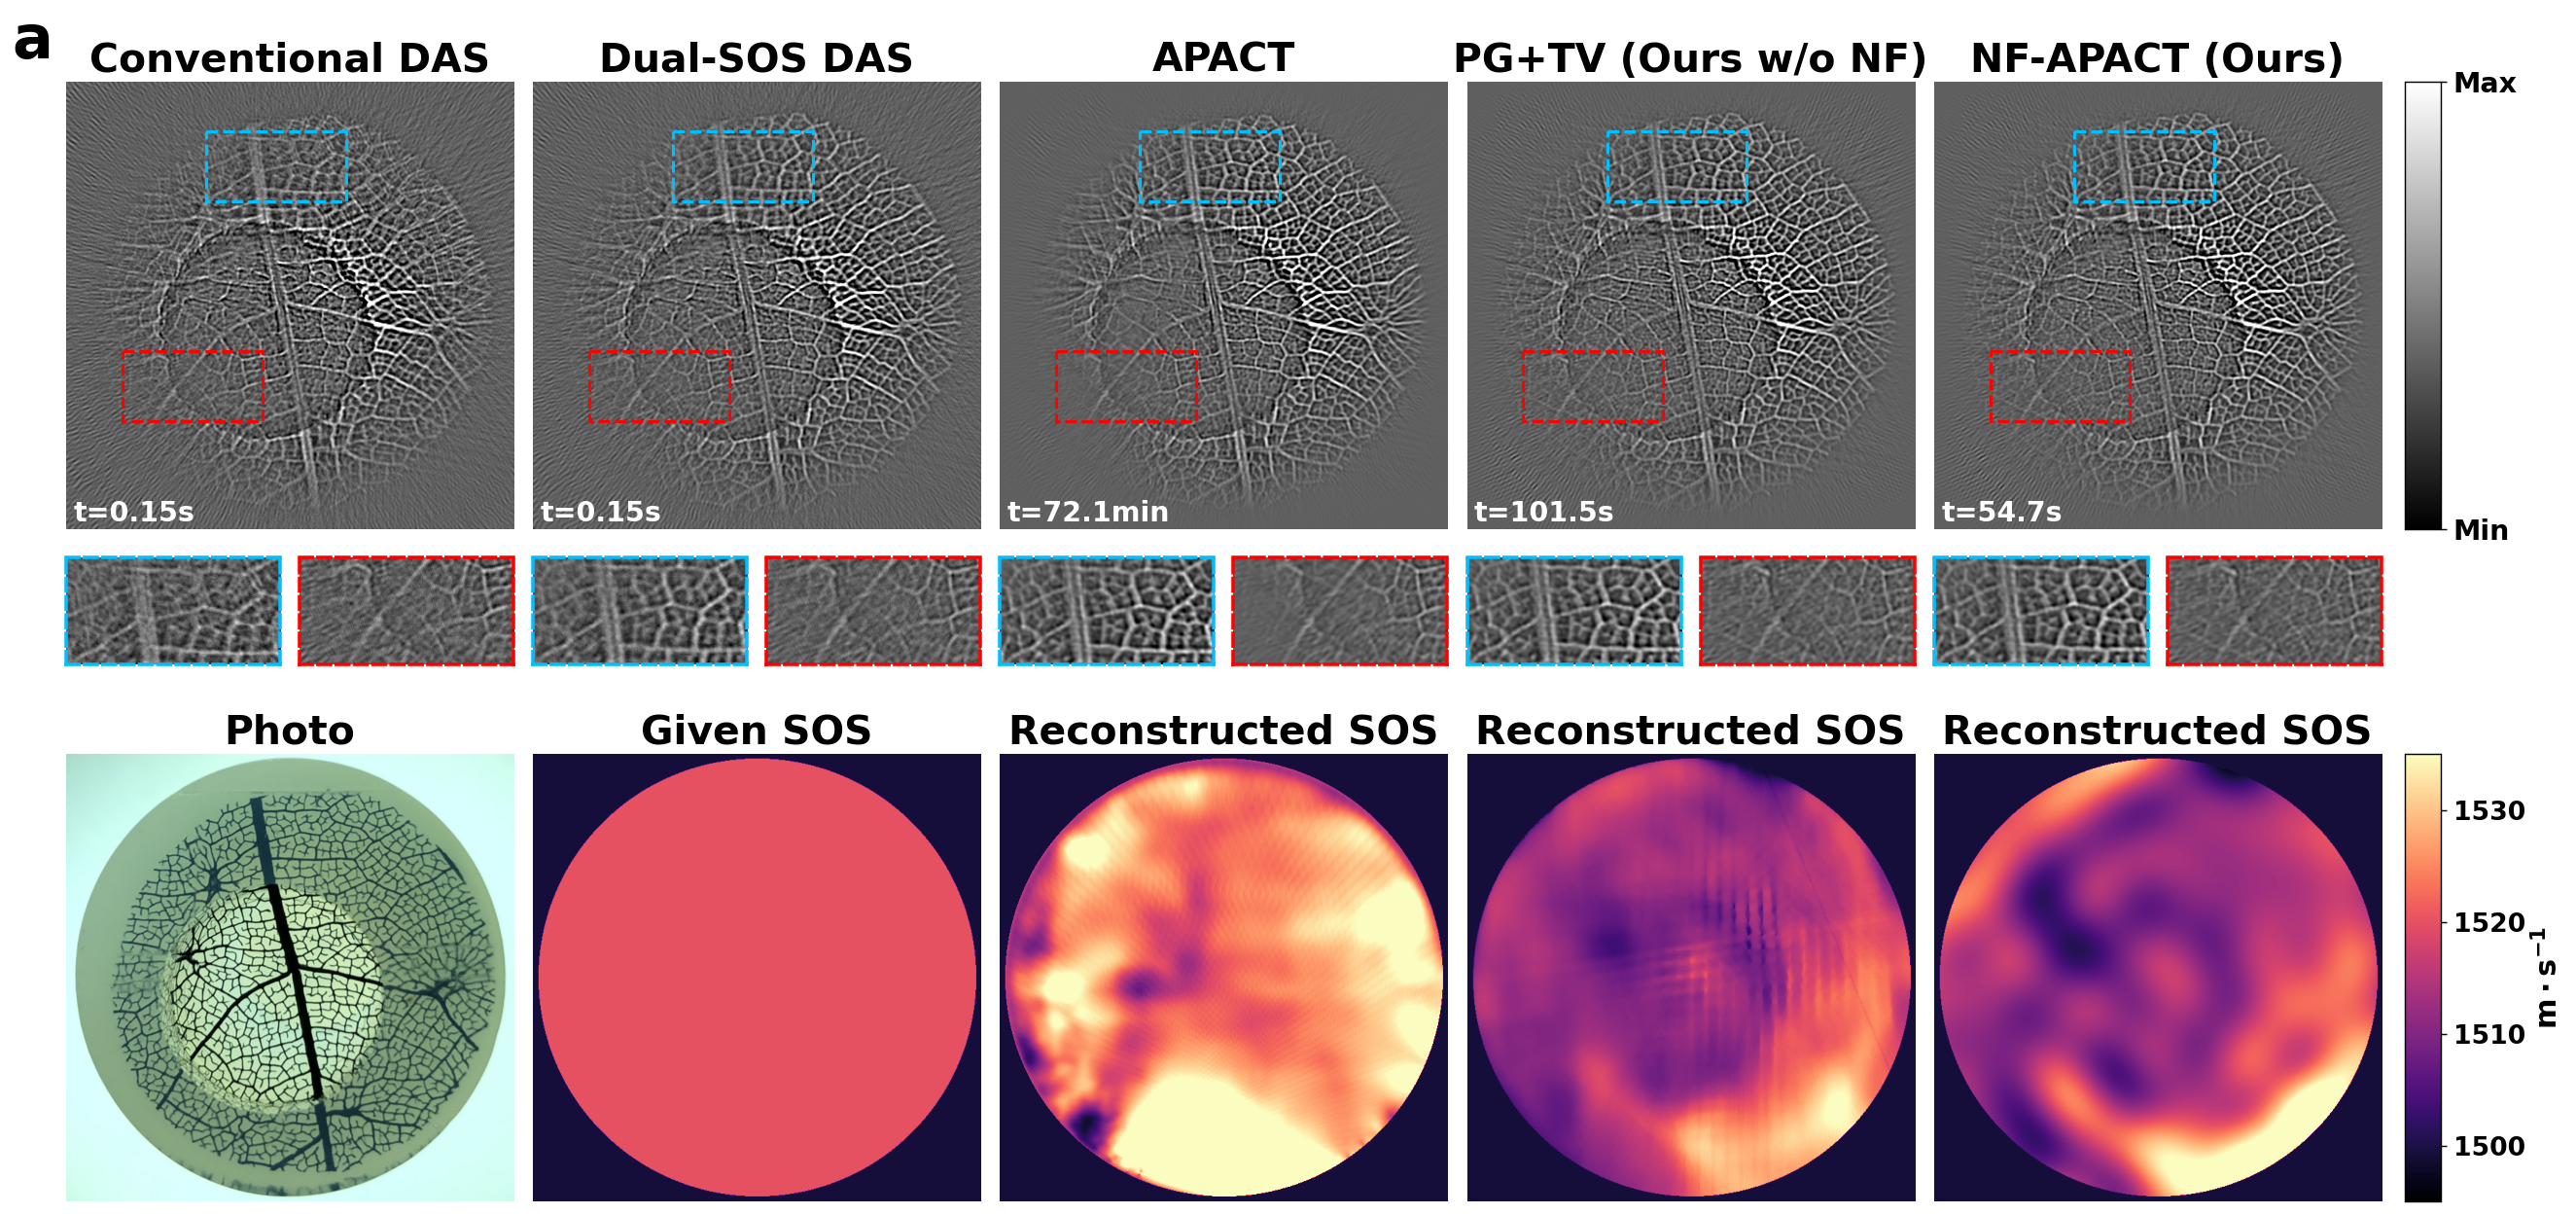 a
Conventional DAS
Dual-SOS DAS
APACT
PG+TV (Ours w/o NF)
NF-APACT (Ours)
Max
Min
t=0.15s
t=0.15s
t=72.1min
t=101.5s
t=54.7s
Photo
Given SOS
Reconstructed SOS
Reconstructed SOS
Reconstructed SOS
1530
1520
1510
1500
m · s⁻¹